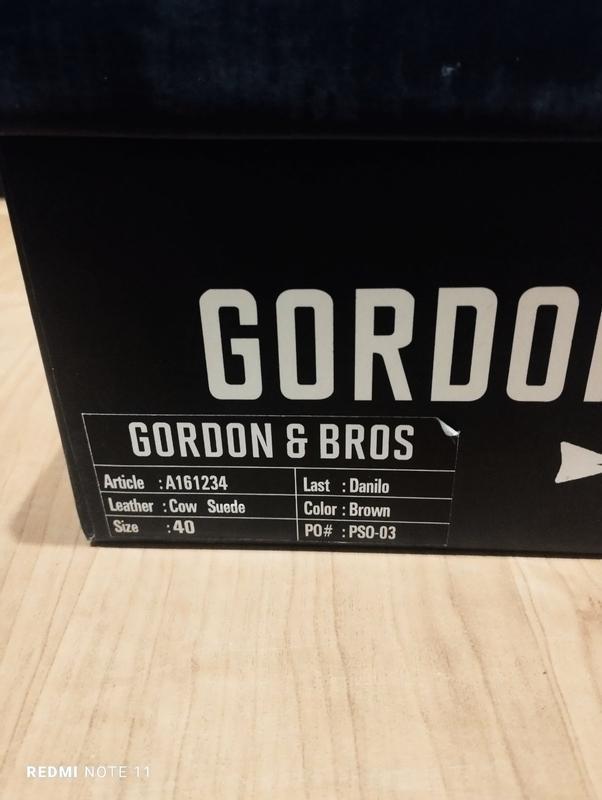 GORDO
GORDON & BROS
Article : A161234
Last : Danilo
Leather : Cow Suede
Color : Brown
Size : 40
PO# : PSO-03
REDMI NOTE 11